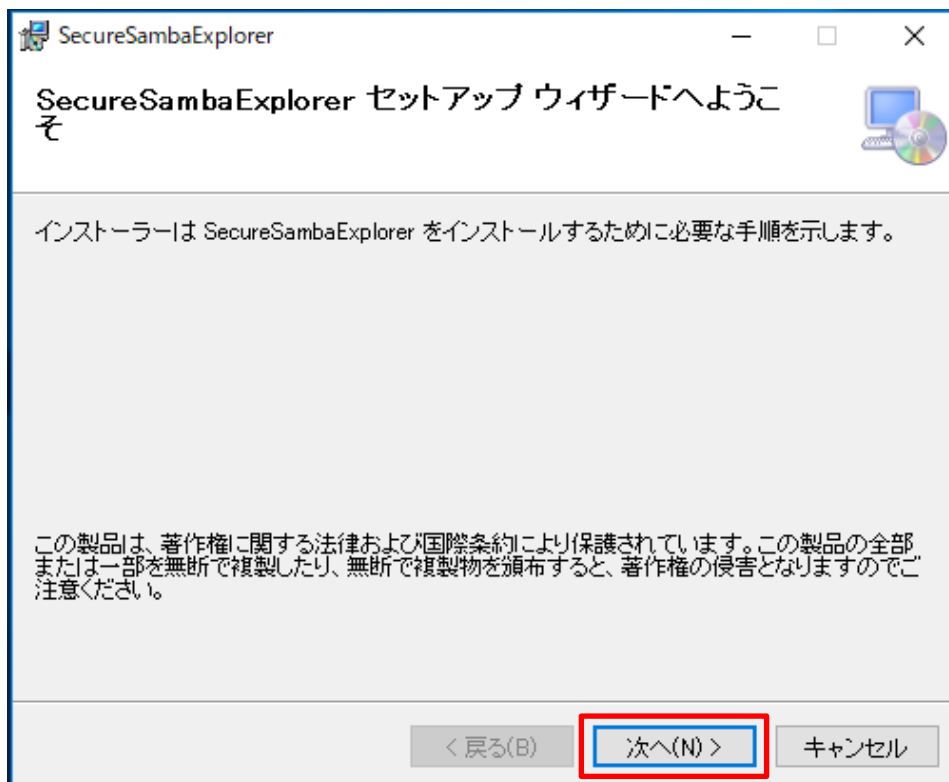 SecureSambaExplorer
SecureSambaExplorer セットアップ ウィザードへようこ
そ
インストーラーは SecureSambaExplorer をインストールするために必要な手順を示します。
この製品は、著作権に関する法律および国際条約により保護されています。この製品の全部
または一部を無断で複製したり、無断で複製物を頒布すると、著作権の侵害となりますのでご
注意ください。
< 戻る(B)
次へ(N) >
キャンセル